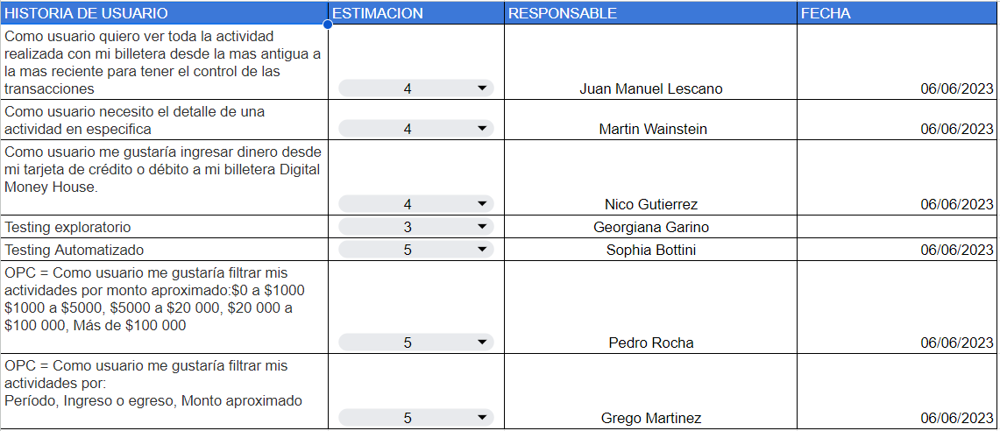 HISTORIA DE USUARIO ESTIMACION RESPONSABLE FECHA
Como usuario quiero ver toda la actividad
realizada con mi billetera desde la mas antigua a
la mas reciente para tener el control de las
transacciones 4 Juan Manuel Lescano 06/06/2023
Como usuario necesito el detalle de una
actividad en especifica 4 Martin Wainstein 06/06/2023
Como usuario me gustaría ingresar dinero desde
mi tarjeta de crédito o débito a mi billetera Digital
Money House.
4 Nico Gutierrez 06/06/2023
Testing exploratorio 3 Georgiana Garino
Testing Automatizado 5 Sophia Bottini 06/06/2023
OPC = Como usuario me gustaría filtrar mis
actividades por monto aproximado:$0 a $1000
$1000 a $5000, $5000 a $20 000, $20 000 a
$100 000, Más de $100 000
5 Pedro Rocha 06/06/2023
OPC = Como usuario me gustaría filtrar mis
actividades por:
Período, Ingreso o egreso, Monto aproximado
5 Grego Martinez 06/06/2023